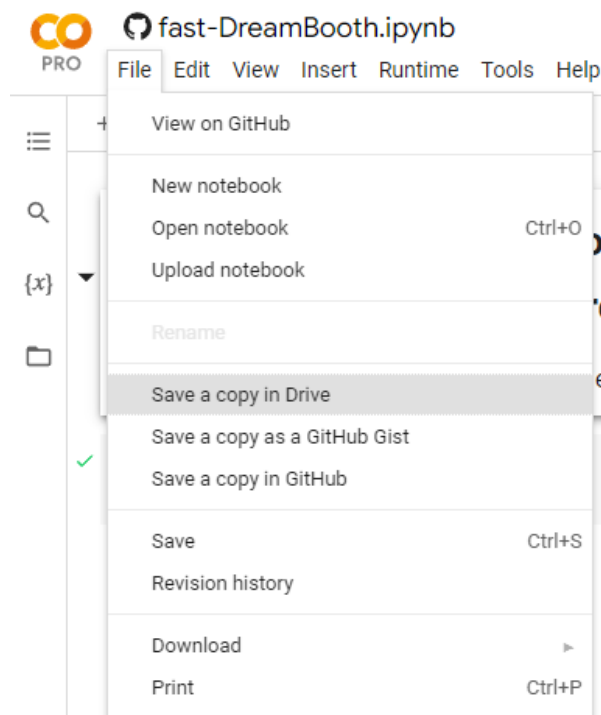 fast-DreamBooth.ipynb
PRO
File Edit View Insert Runtime Tools Help
+
View on GitHub
New notebook
Open notebook Ctrl+O
{x}
Upload notebook
Rename
Save a copy in Drive
Save a copy as a GitHub Gist
Save a copy in GitHub
Save Ctrl+S
Revision history
Download
Print Ctrl+P